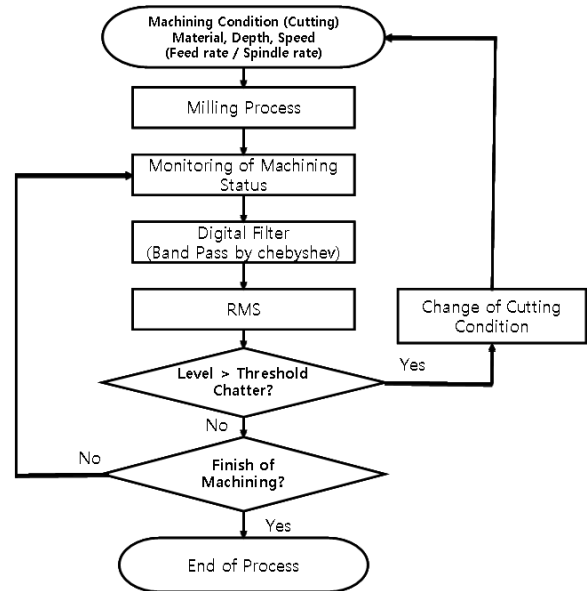 Machining Condition (Cutting)
Material, Depth, Speed
(Feed rate / Spindle rate)
Milling Process
Monitoring of Machining
Status
Digital Filter
(Band Pass by chebyshev)
RMS
Change of Cutting
Condition
Level > Threshold
Chatter?
Yes
No
No
Finish of
Machining?
Yes
End of Process